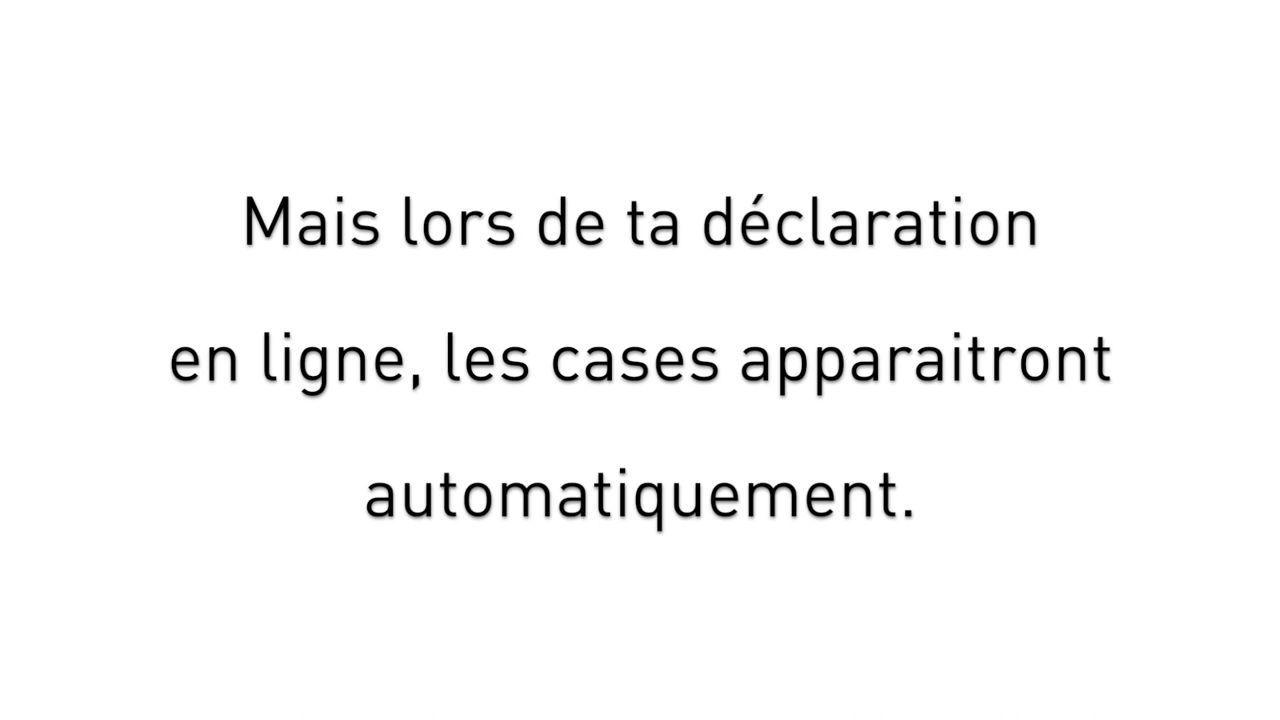 Mais lors de ta déclaration
en ligne, les cases apparaitront
automatiquement.